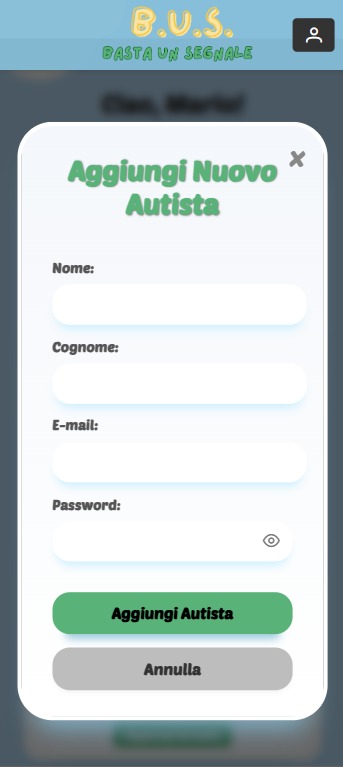 B.U.S.
BASTA UN SEGNALE
Ciao, Mario!
Aggiungi Nuovo
Autista
Nome:
Cognome:
E-mail:
Password:
Aggiungi Autista
Annulla